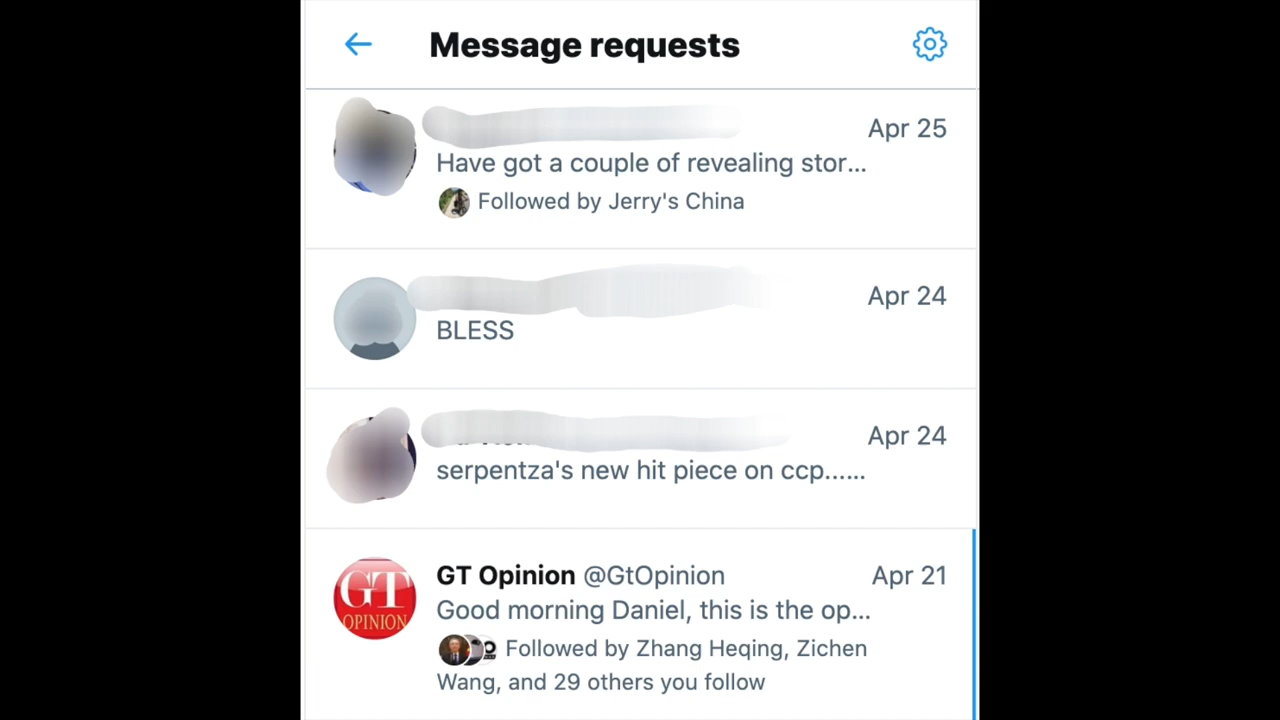 Message requests
Apr 25
Have got a couple of revealing stor...
Followed by Jerry's China
Apr 24
BLESS
Apr 24
serpentza's new hit piece on ccp......
GT
OPINION
GT Opinion @GtOpinion
Apr 21
Good morning Daniel, this is the op...
Followed by Zhang Heqing, Zichen
Wang, and 29 others you follow